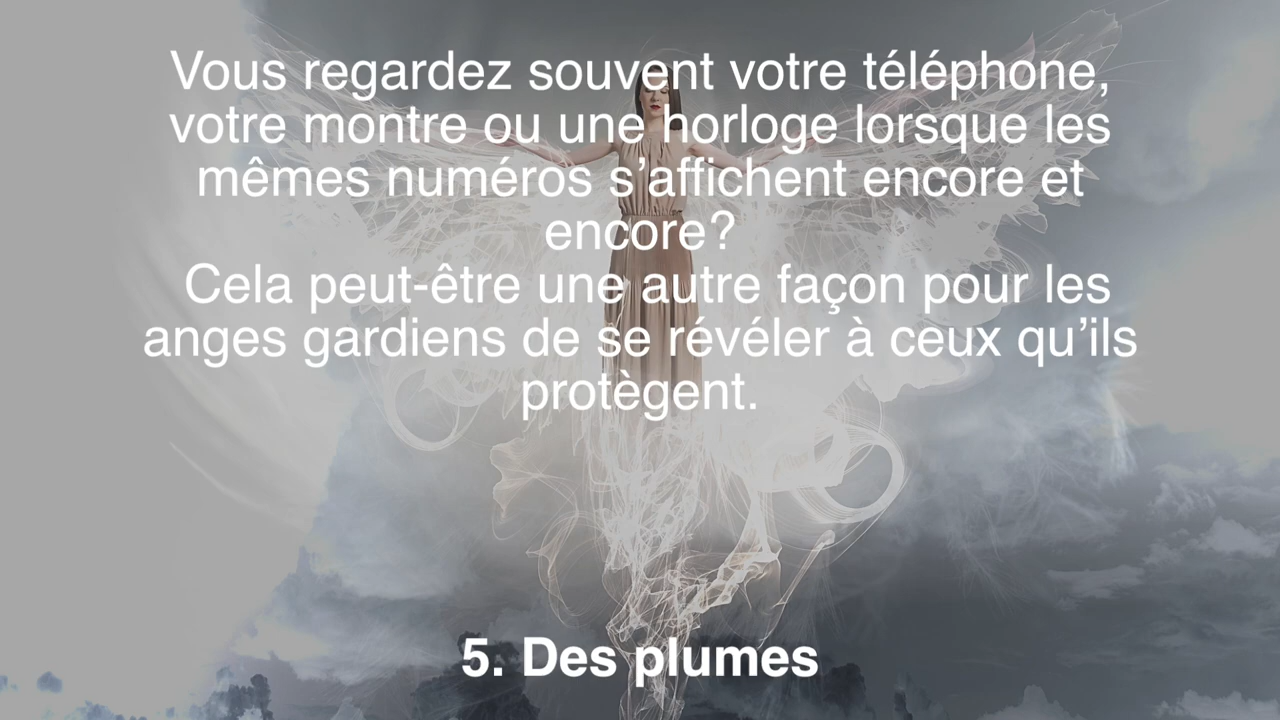 Vous regardez souvent votre téléphone,
votre montre ou une horloge lorsque les
mêmes numéros s’affichent encore et
encore?
Cela peut-être une autre façon pour les
anges gardiens de se révéler à ceux qu’ils
protègent.
5. Des plumes